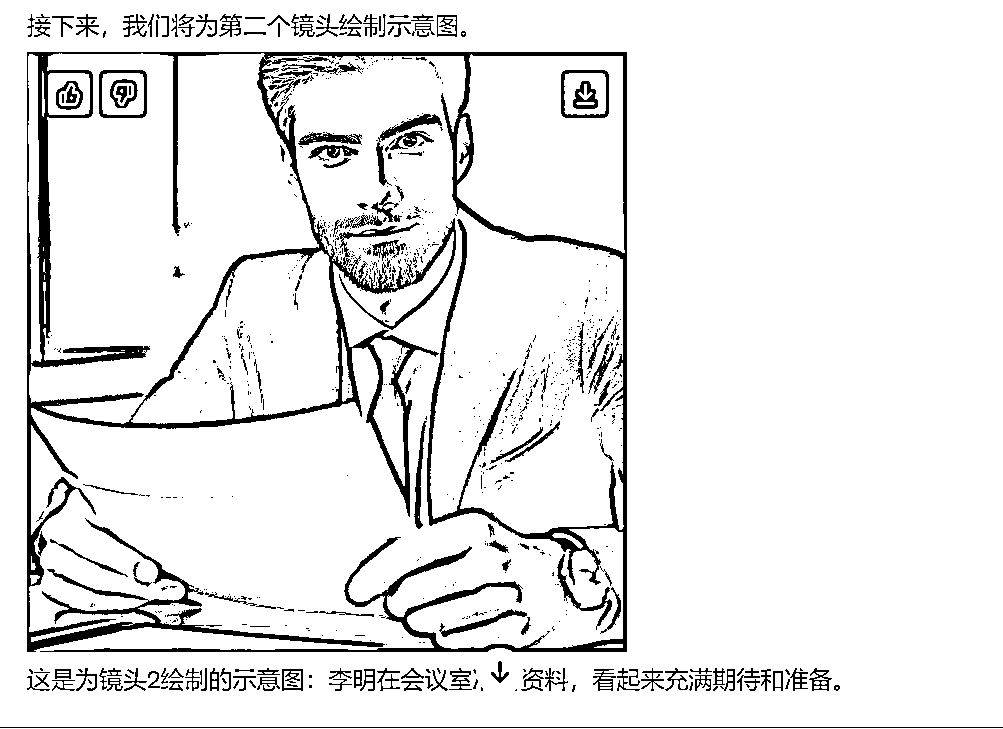 接下来，我们将为第二个镜头绘制示意图。
这是为镜头2绘制的示意图：李明在会议室 资料，看起来充满期待和准备。